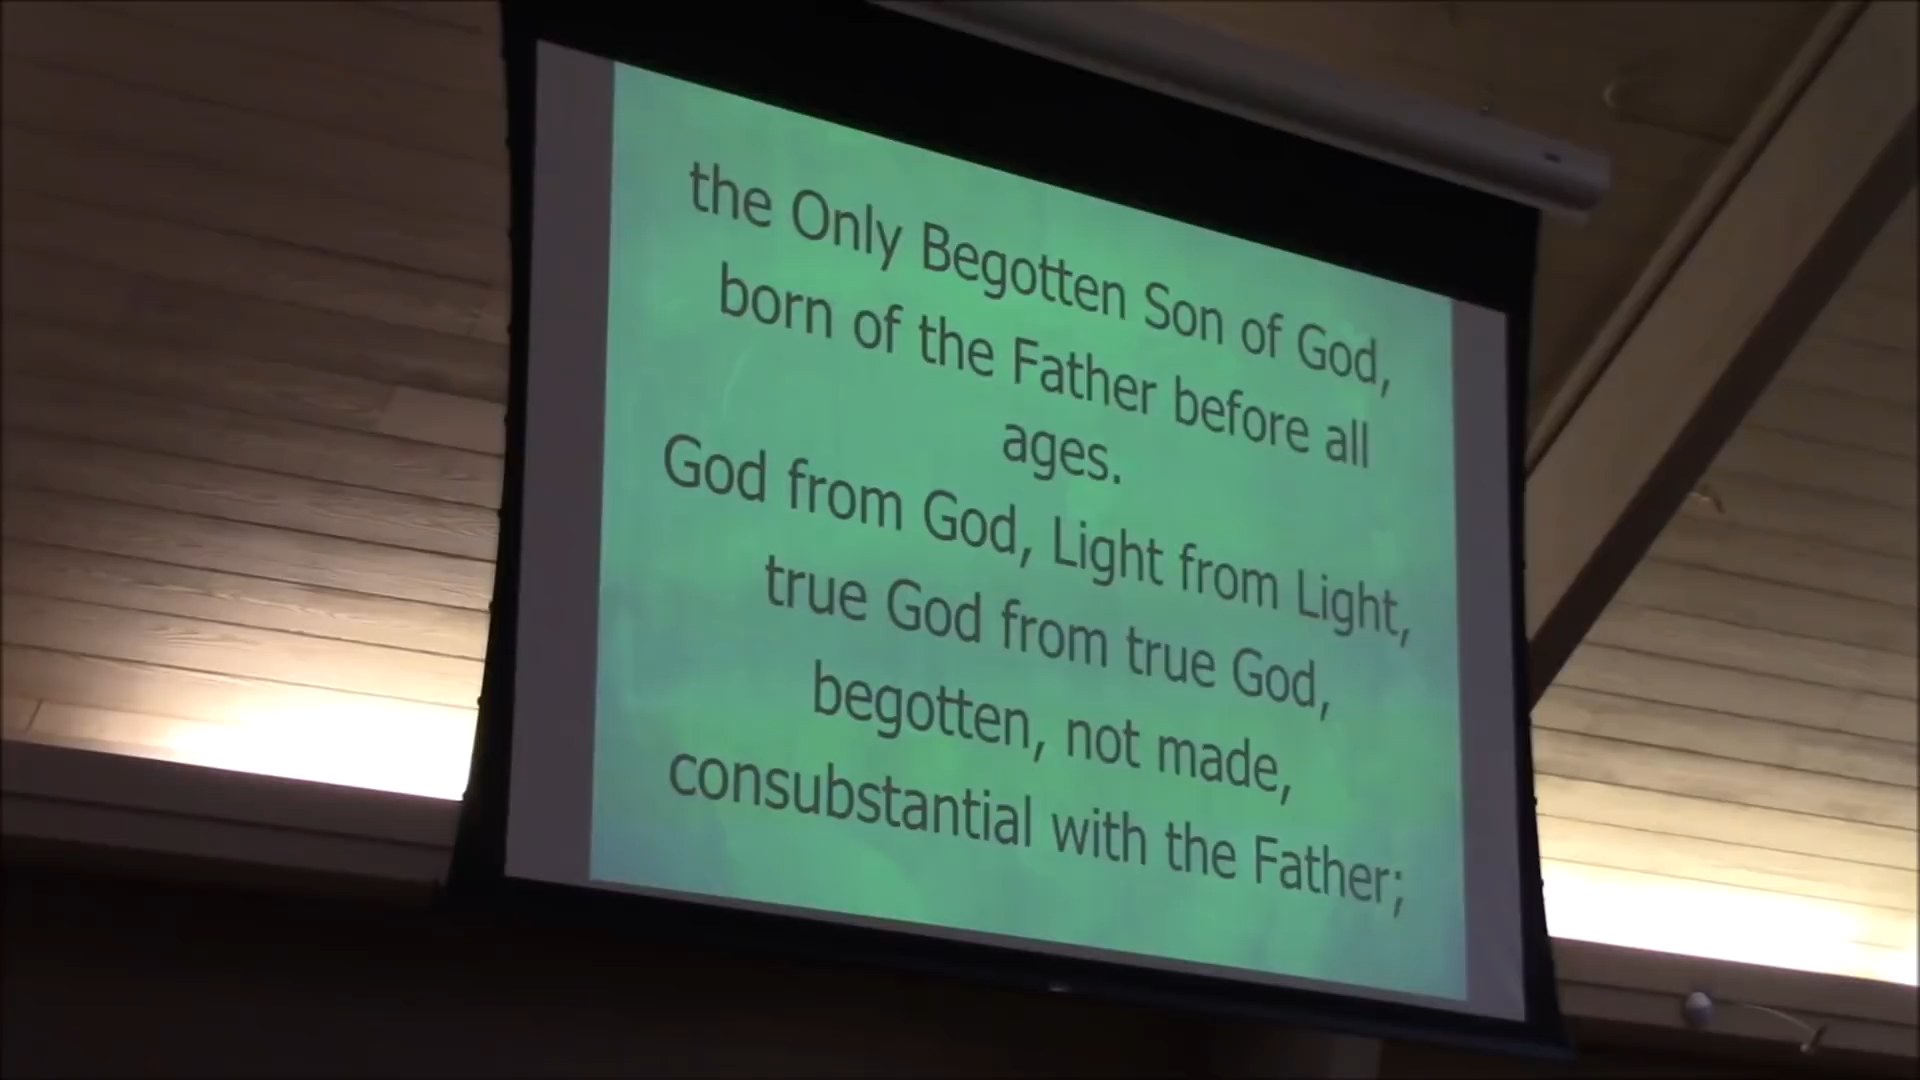 the Only Begotten Son of God,
born of the Father before all
ages.
God from God, Light from Light,
true God from true God,
begotten, not made,
consubstantial with the Father;